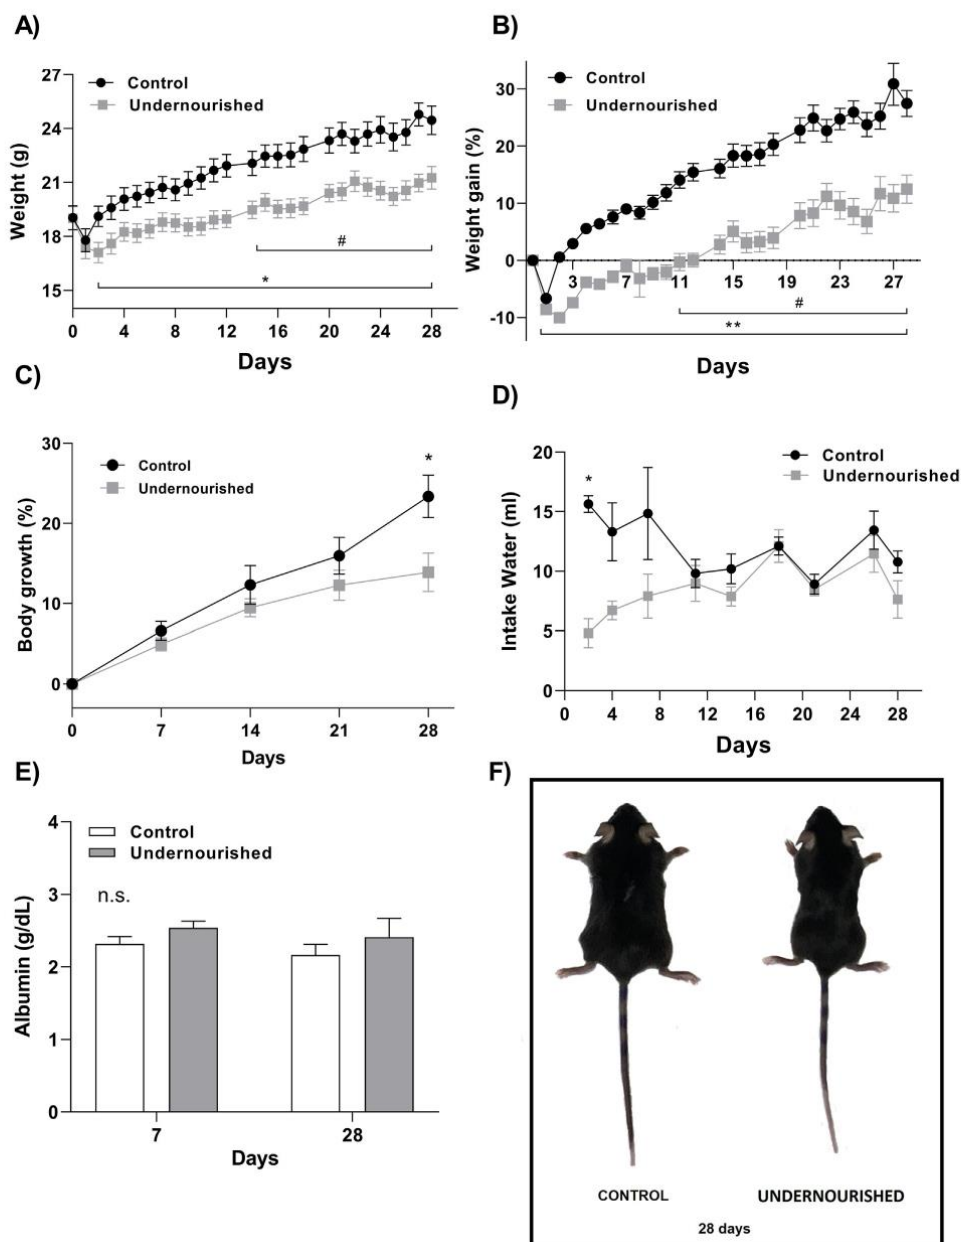 A)
27
24
21
18
15
Weight (g)
Control
Undernourished
#
*
0 4 8 12 16 20 24 28
Days
B)
30
20
10
0
-10
Weight gain (%)
Control
Undernourished
3 7 11 15 19 23 27
#
**
Days
C)
30
20
10
0
Body growth (%)
Control
Undernourished
*
0 7 14 21 28
Days
D)
20
15
10
5
0
Intake Water (ml)
Control
Undernourished
*
0 4 8 12 16 20 24 28
Days
E)
4
3
2
1
0
Albumin (g/dL)
Control
Undernourished
n.s.
7 28
Days
F)
CONTROL UNDERNOURISHED
28 days